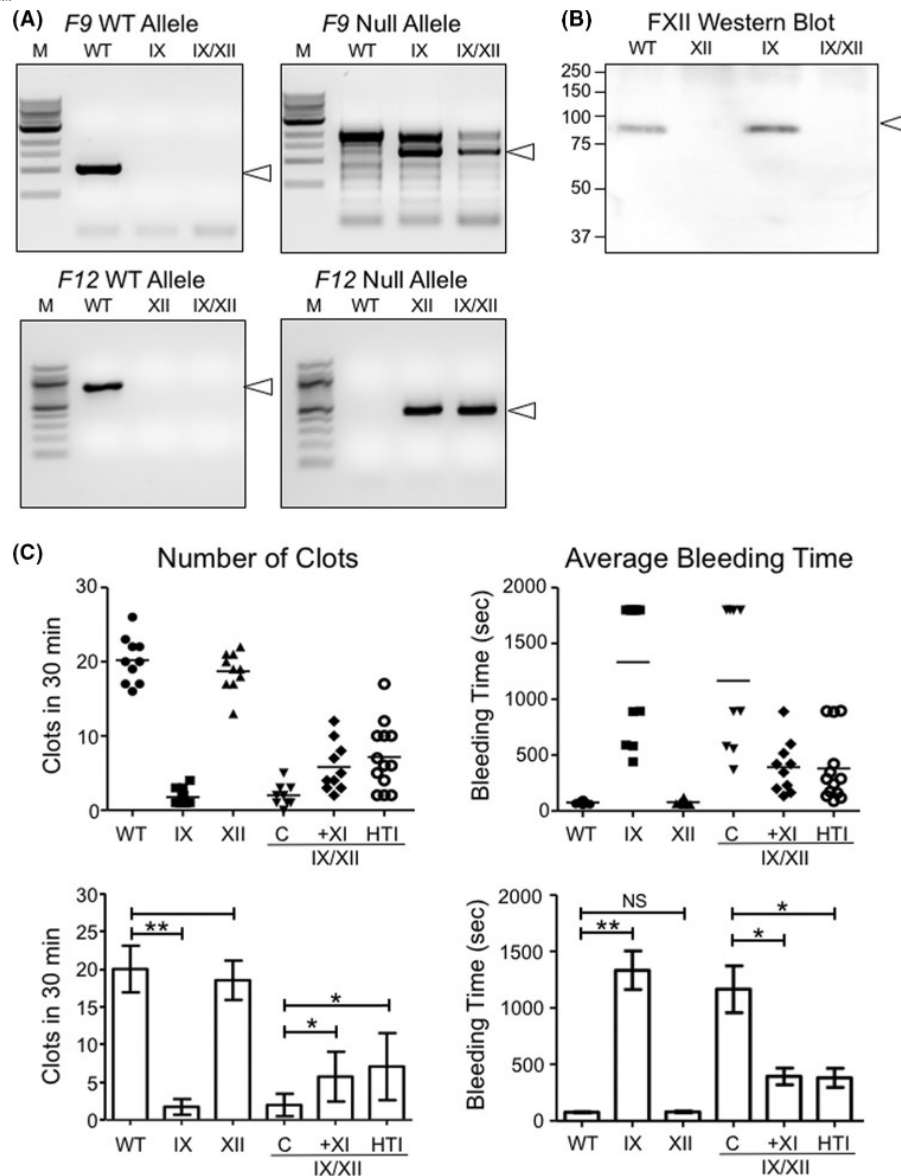 (A)
F9 WT Allele
M WT IX IX/XII
F9 Null Allele
M WT IX IX/XII
(B)
FXII Western Blot
WT XII IX IX/XII
250
150
100
75
50
37
F12 WT Allele
M WT XII IX/XII
F12 Null Allele
M WT XII IX/XII
(C)
Number of Clots
Clots in 30 min
30
20
10
0
WT IX XII C +XI HTI
IX/XII
Average Bleeding Time
Bleeding Time (sec)
2000
1500
1000
500
0
WT IX XII C +XI HTI
IX/XII
Clots in 30 min
30
25
20
15
10
5
0
**
*
*
WT IX XII C +XI HTI
IX/XII
Bleeding Time (sec)
2000
1500
1000
500
0
NS
**
*
*
WT IX XII C +XI HTI
IX/XII